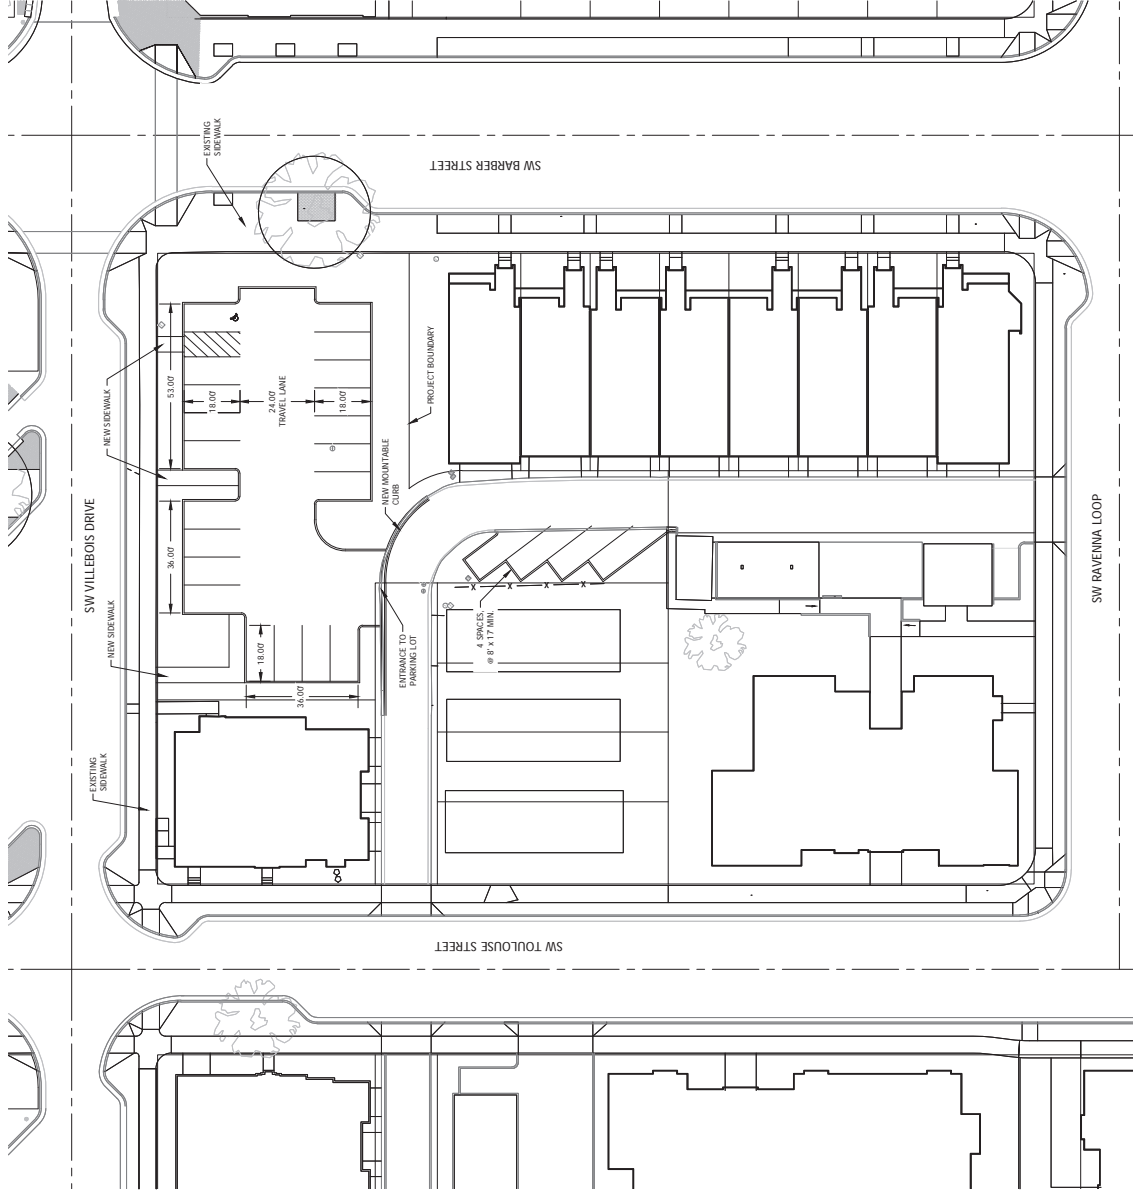 EXISTING
SIDEWALK
SW BARBER STREET
NEW SIDEWALK
53.00'
18.00'
24.00'
TRAVEL LANE
18.00'
PROJECT BOUNDARY
NEW MOUNTABLE
CURB
SW VILLEBOIS DRIVE
36.00'
SW RAVENNA LOOP
NEW SIDEWALK
18.00'
36.00'
ENTRANCE TO
PARKING LOT
4 SPACES,
@ 8' x 17' MIN.
X
X
X
X
EXISTING
SIDEWALK
SW TOULOUSE STREET